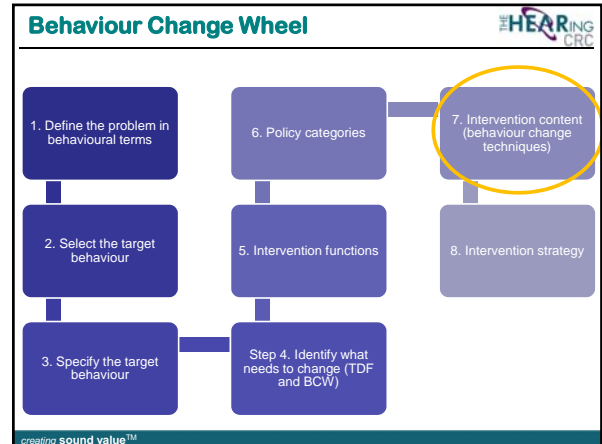 Behaviour Change Wheel
THE HEARING
CRC
1. Define the problem in
behavioural terms
2. Select the target
behaviour
3. Specify the target
behaviour
Step 4. Identify what
needs to change (TDF
and BCW)
5. Intervention functions
6. Policy categories
7. Intervention content
(behaviour change
techniques)
8. Intervention strategy
creating sound value™